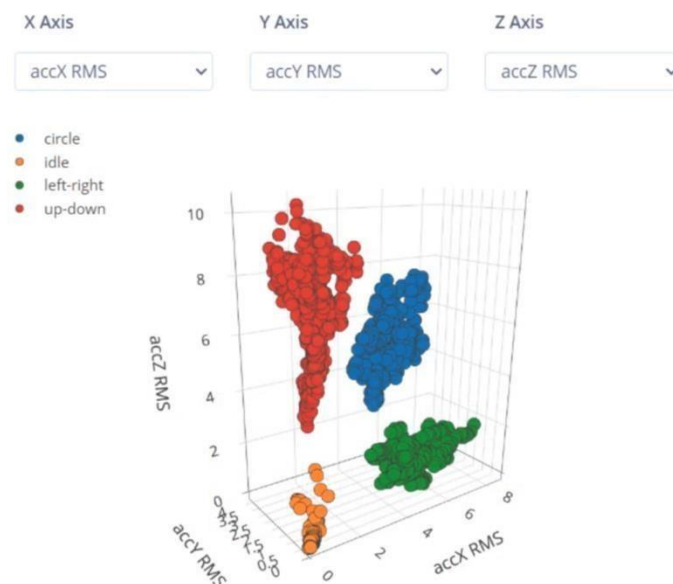 X Axis Y Axis Z Axis
accX RMS accY RMS accZ RMS
circle
idle
left-right
up-down
10
8
6
4
2
0
accZ RMS
accY RMS
0
2
4
6
8
accX RMS